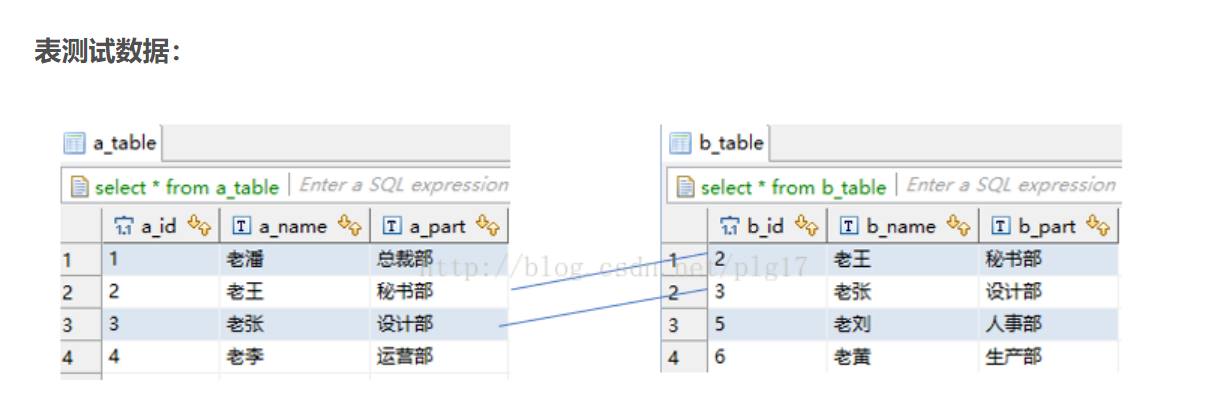 表测试数据：
a_table
select * from a_table Enter a SQL expression
1.1 a_id T a_name T a_part
1 1 老潘 总裁部
2 2 老王 秘书部
3 3 老张 设计部
4 4 老李 运营部
b_table
select * from b_table Enter a SQL expression
1.1 b_id T b_name T b_part
1 2 老王 秘书部
2 3 老张 设计部
3 5 老刘 人事部
4 6 老黄 生产部
http://blog.csdn.net/plg17